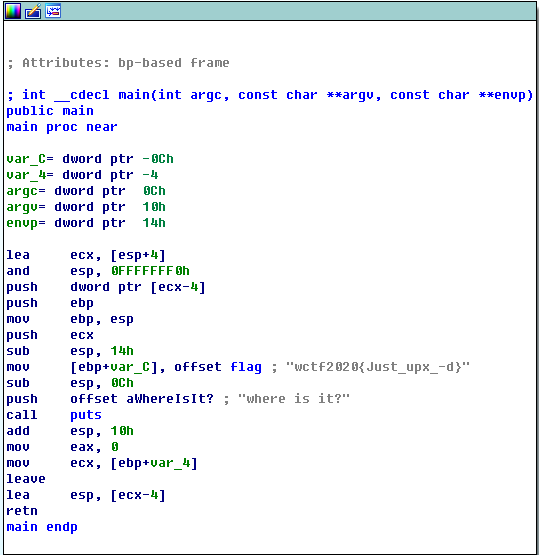 ; Attributes: bp-based frame
; int __cdecl main(int argc, const char **argv, const char **envp)
public main
main proc near
var_C= dword ptr -0Ch
var_4= dword ptr -4
argc= dword ptr  0Ch
argv= dword ptr  10h
envp= dword ptr  14h
lea     ecx, [esp+4]
and     esp, 0FFFFFFF0h
push    dword ptr [ecx-4]
push    ebp
mov     ebp, esp
push    ecx
sub     esp, 14h
mov     [ebp+var_C], offset flag ; "wctf2020{Just_upx_-d}"
sub     esp, 0Ch
push    offset aWhereIsIt? ; "where is it?"
call    puts
add     esp, 10h
mov     eax, 0
mov     ecx, [ebp+var_4]
leave
lea     esp, [ecx-4]
retn
main endp